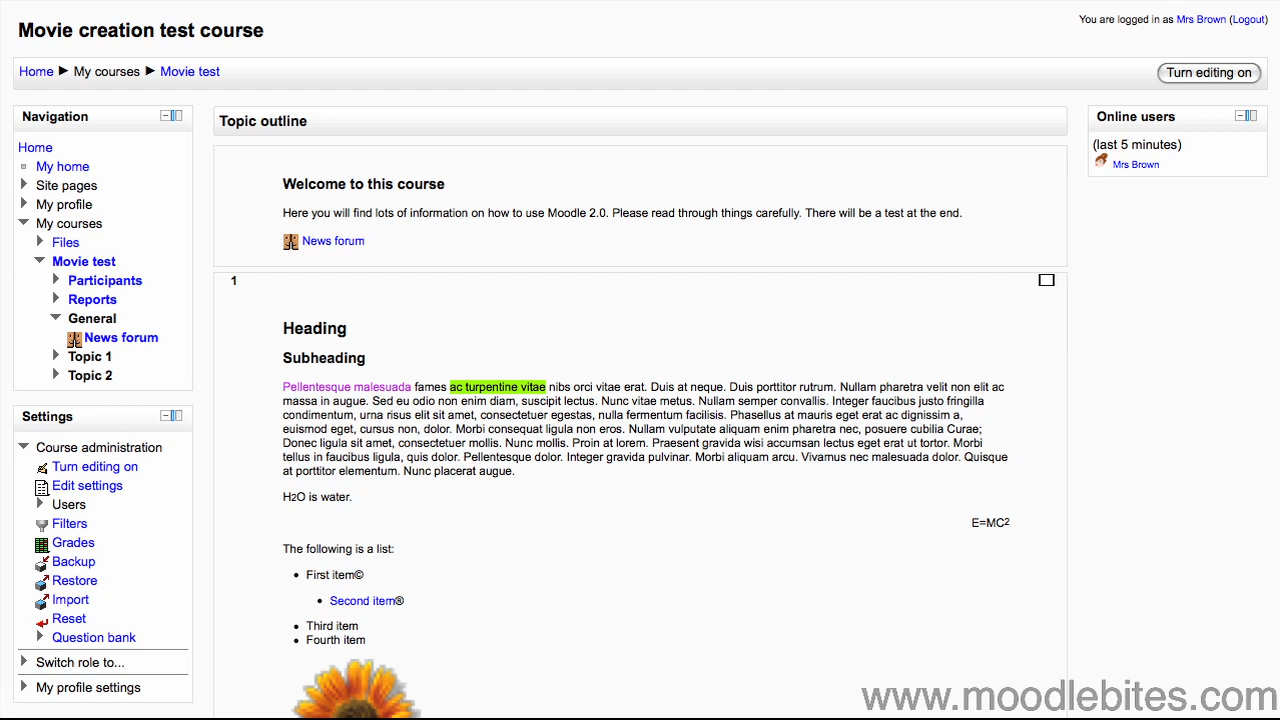 Movie creation test course
You are logged in as Mrs Brown (Logout)
Home ► My courses ► Movie test
Turn editing on
Navigation
Home
My home
Site pages
My profile
My courses
Files
Movie test
Participants
Reports
General
News forum
Topic 1
Topic 2
Settings
Course administration
Turn editing on
Edit settings
Users
Filters
Grades
Backup
Restore
Import
Reset
Question bank
Switch role to...
My profile settings
Topic outline
Welcome to this course
Here you will find lots of information on how to use Moodle 2.0. Please read through things carefully. There will be a test at the end.
News forum
1
Heading
Subheading
Pellentesque malesuada fames ac turpentine vitae nibs orci vitae erat. Duis at neque. Duis porttitor rutrum. Nullam pharetra velit non elit ac
massa in augue. Sed eu odio non enim diam, suscipit lectus. Nunc vitae metus. Nullam semper convallis. Integer faucibus justo fringilla
condimentum, urna risus elit sit amet, consectetuer egestas, nulla fermentum facilisis. Phasellus at mauris eget erat ac dignissim a,
euismod eget, cursus non, dolor. Morbi consequat ligula non eros. Nullam vulputate aliquam enim pharetra nec, posuere cubilia Curae;
Donec ligula sit amet, consectetuer mollis. Nunc mollis. Proin at lorem. Praesent gravida wisi accumsan lectus eget erat ut tortor. Morbi
tellus in faucibus ligula, quis dolor. Pellentesque dolor. Integer gravida pulvinar. Morbi aliquam arcu. Vivamus nec malesuada dolor. Quisque
at porttitor elementum. Nunc placerat augue.
H2O is water.
E=MC2
The following is a list:
First item©
Second item®
Third item
Fourth item
Online users
(last 5 minutes)
Mrs Brown
www.moodlebites.com